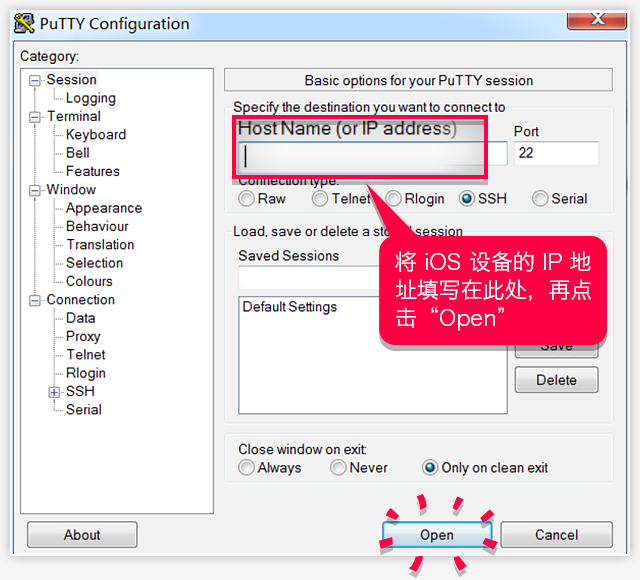 PuTTY Configuration
Category:
Session
Logging
Terminal
Keyboard
Bell
Features
Window
Appearance
Behaviour
Translation
Selection
Colours
Connection
Data
Proxy
Telnet
Rlogin
SSH
Serial
Basic options for your PuTTY session
Specify the destination you want to connect to
Host Name (or IP address)
Port
22
Connection type:
Raw Telnet Rlogin SSH Serial
Load, save or delete a stored session
Saved Sessions
Default Settings
将 iOS 设备的 IP 地
址填写在此处，再点
击“Open”
Save
Delete
Close window on exit:
Always Never Only on clean exit
About
Open
Cancel